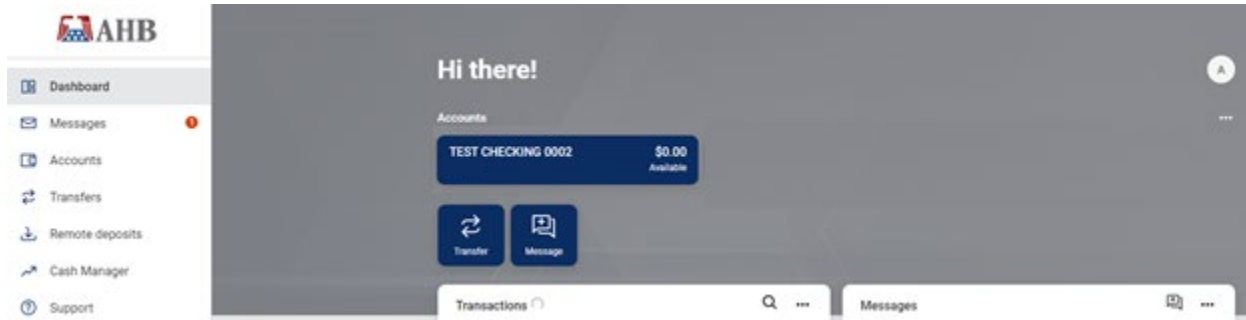 AHB
Dashboard
Messages 1
Accounts
Transfers
Remote deposits
Cash Manager
Support
Hi there!
A
Accounts
TEST CHECKING 0002 $0.00
Available
Transfer Message
Transactions
Messages